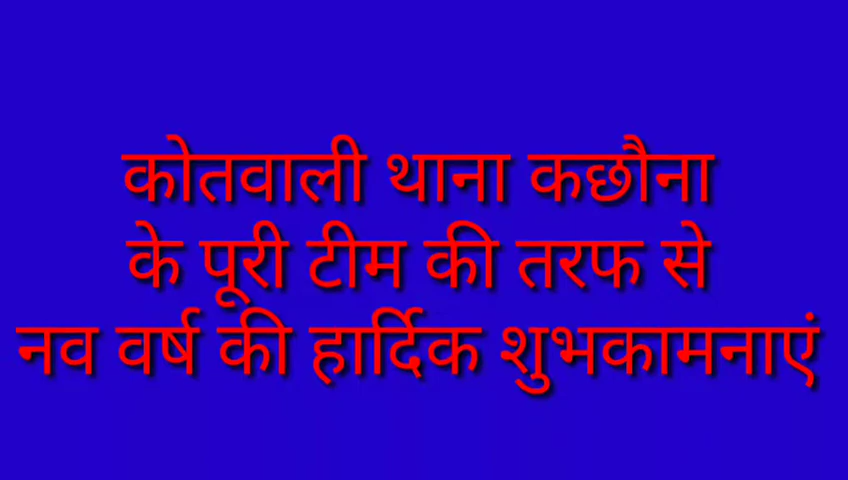 कोतवाली थाना कछौना
के पूरी टीम की तरफ से
नव वर्ष की हार्दिक शुभकामनाएं